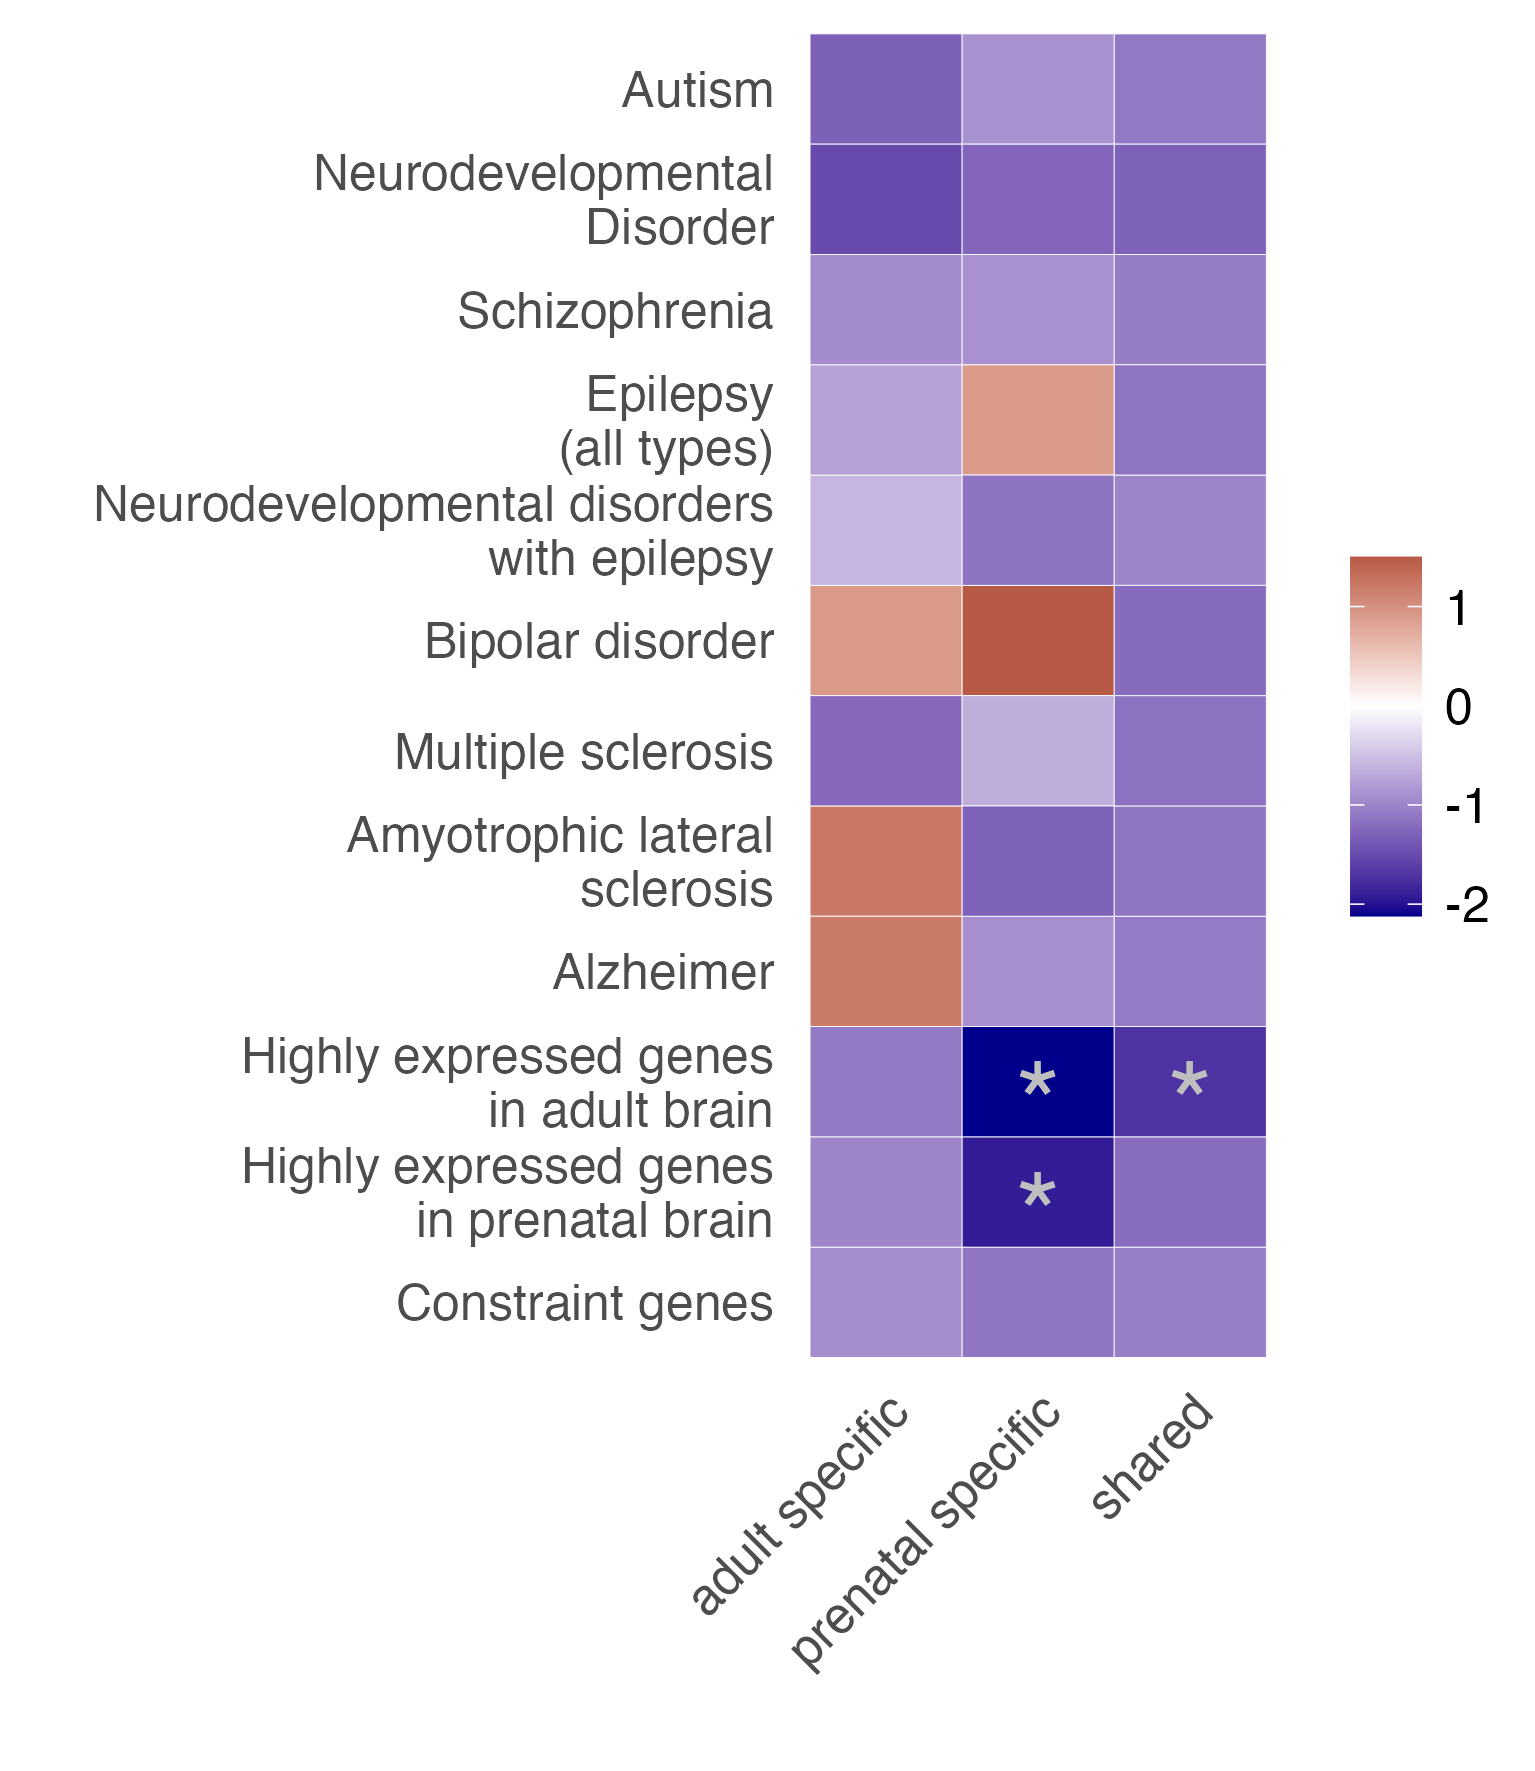 Autism
Neurodevelopmental
Disorder
Schizophrenia
Epilepsy
(all types)
Neurodevelopmental disorders
with epilepsy
Bipolar disorder
Multiple sclerosis
Amyotrophic lateral
sclerosis
Alzheimer
Highly expressed genes
in adult brain
* *
Highly expressed genes
in prenatal brain
*
Constraint genes
adult specific
prenatal specific
shared
1
0
-1
-2